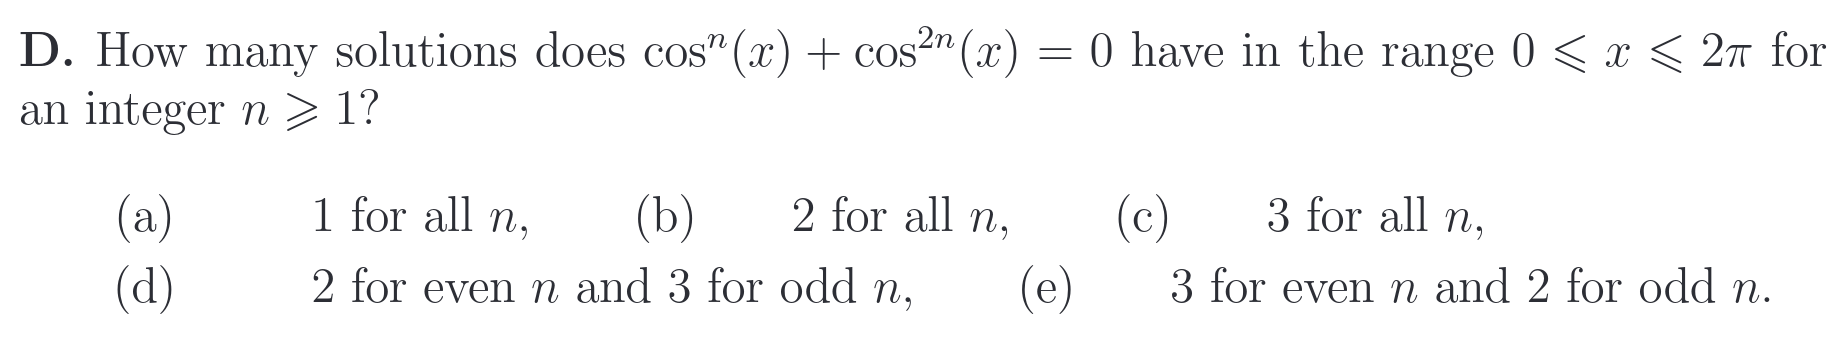 D. How many solutions does cosⁿ(x) + cos²ⁿ(x) = 0 have in the range 0 ⩽ x ⩽ 2π for
an integer n ⩾ 1?
(a) 1 for all n, (b) 2 for all n, (c) 3 for all n,
(d) 2 for even n and 3 for odd n, (e) 3 for even n and 2 for odd n.